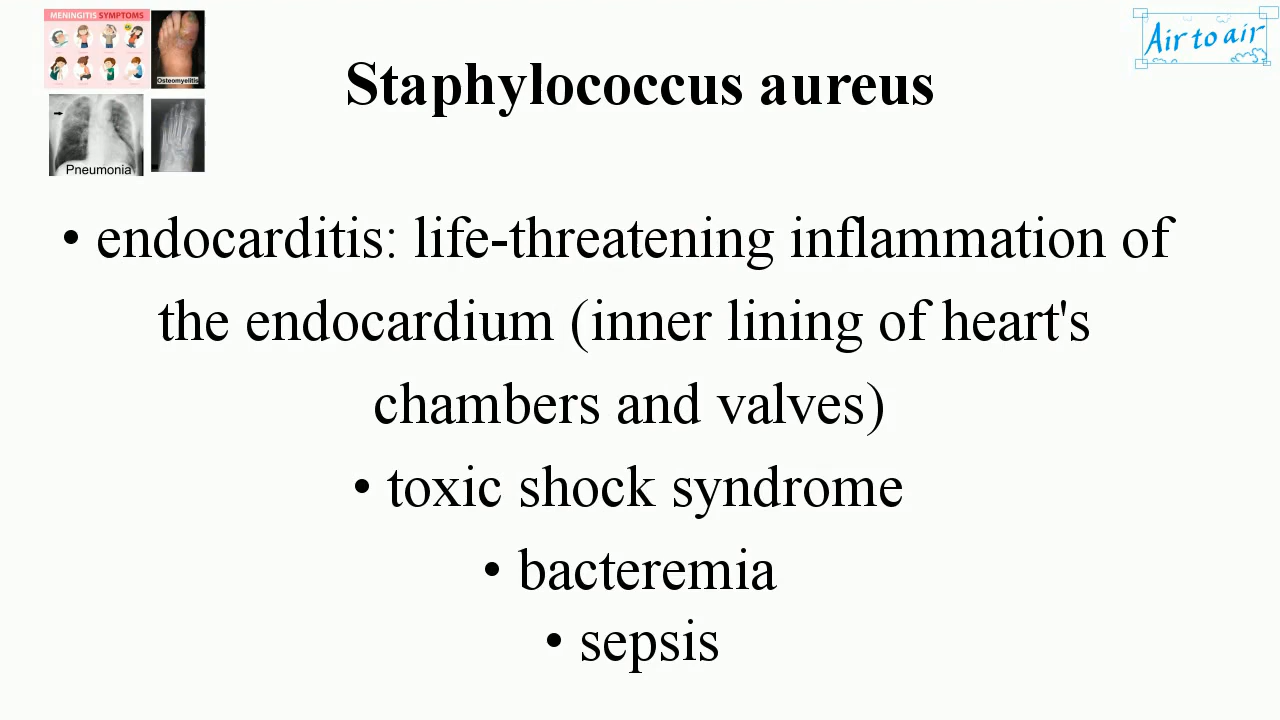 MENINGITIS SYMPTOMS
Osteomyelitis
Pneumonia
Air to air
Staphylococcus aureus
• endocarditis: life-threatening inflammation of
the endocardium (inner lining of heart's
chambers and valves)
• toxic shock syndrome
• bacteremia
• sepsis